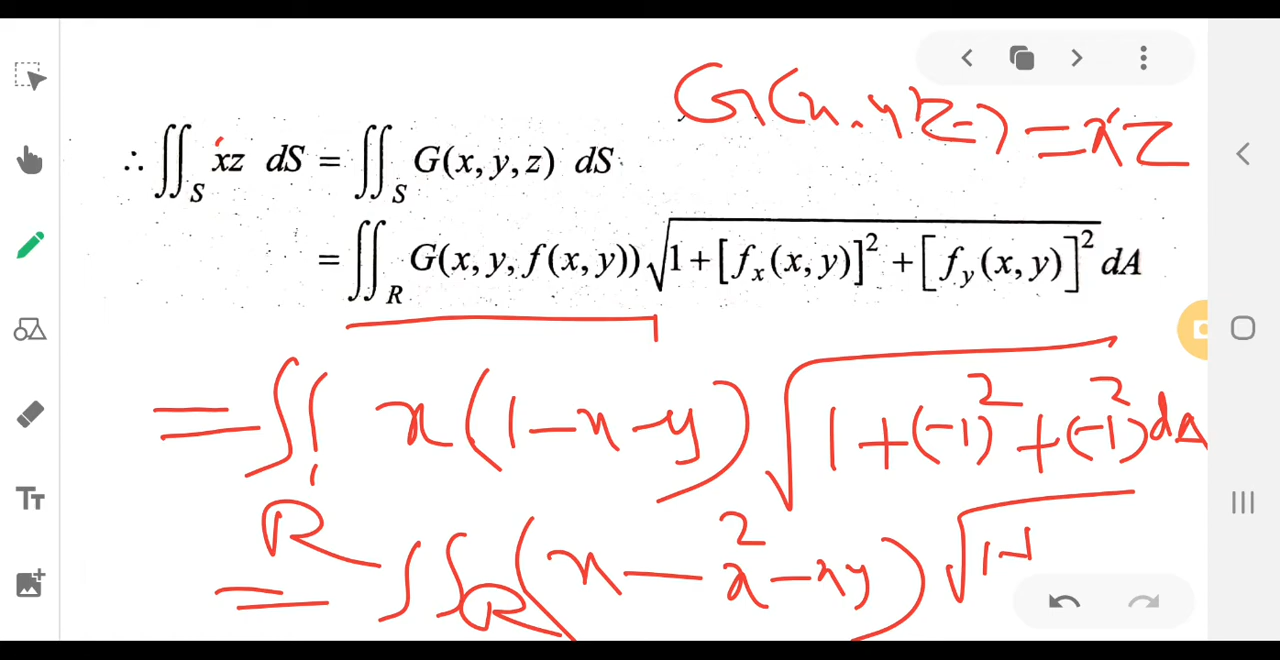 G(x, y, z) = xz
∴ ∬_S xz dS = ∬_S G(x, y, z) dS
= ∬_R G(x, y, f(x, y)) √(1 + [f_x(x, y)]² + [f_y(x, y)]²) dA
= ∬_R x(1 - x - y) √(1 + (-1)² + (-1)²) dA
= ∬_R (x - x² - xy) √1+